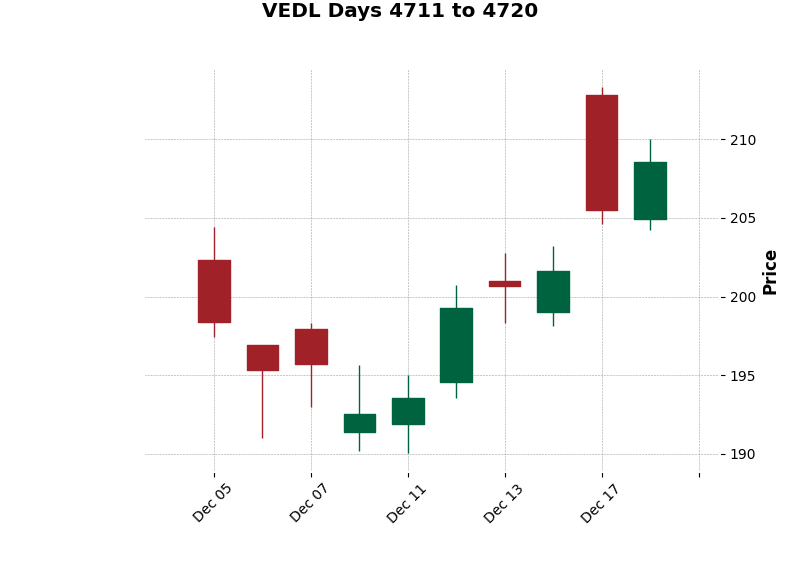 VEDL Days 4711 to 4720
210
205
200
195
190
Price
Dec 05
Dec 07
Dec 11
Dec 13
Dec 17